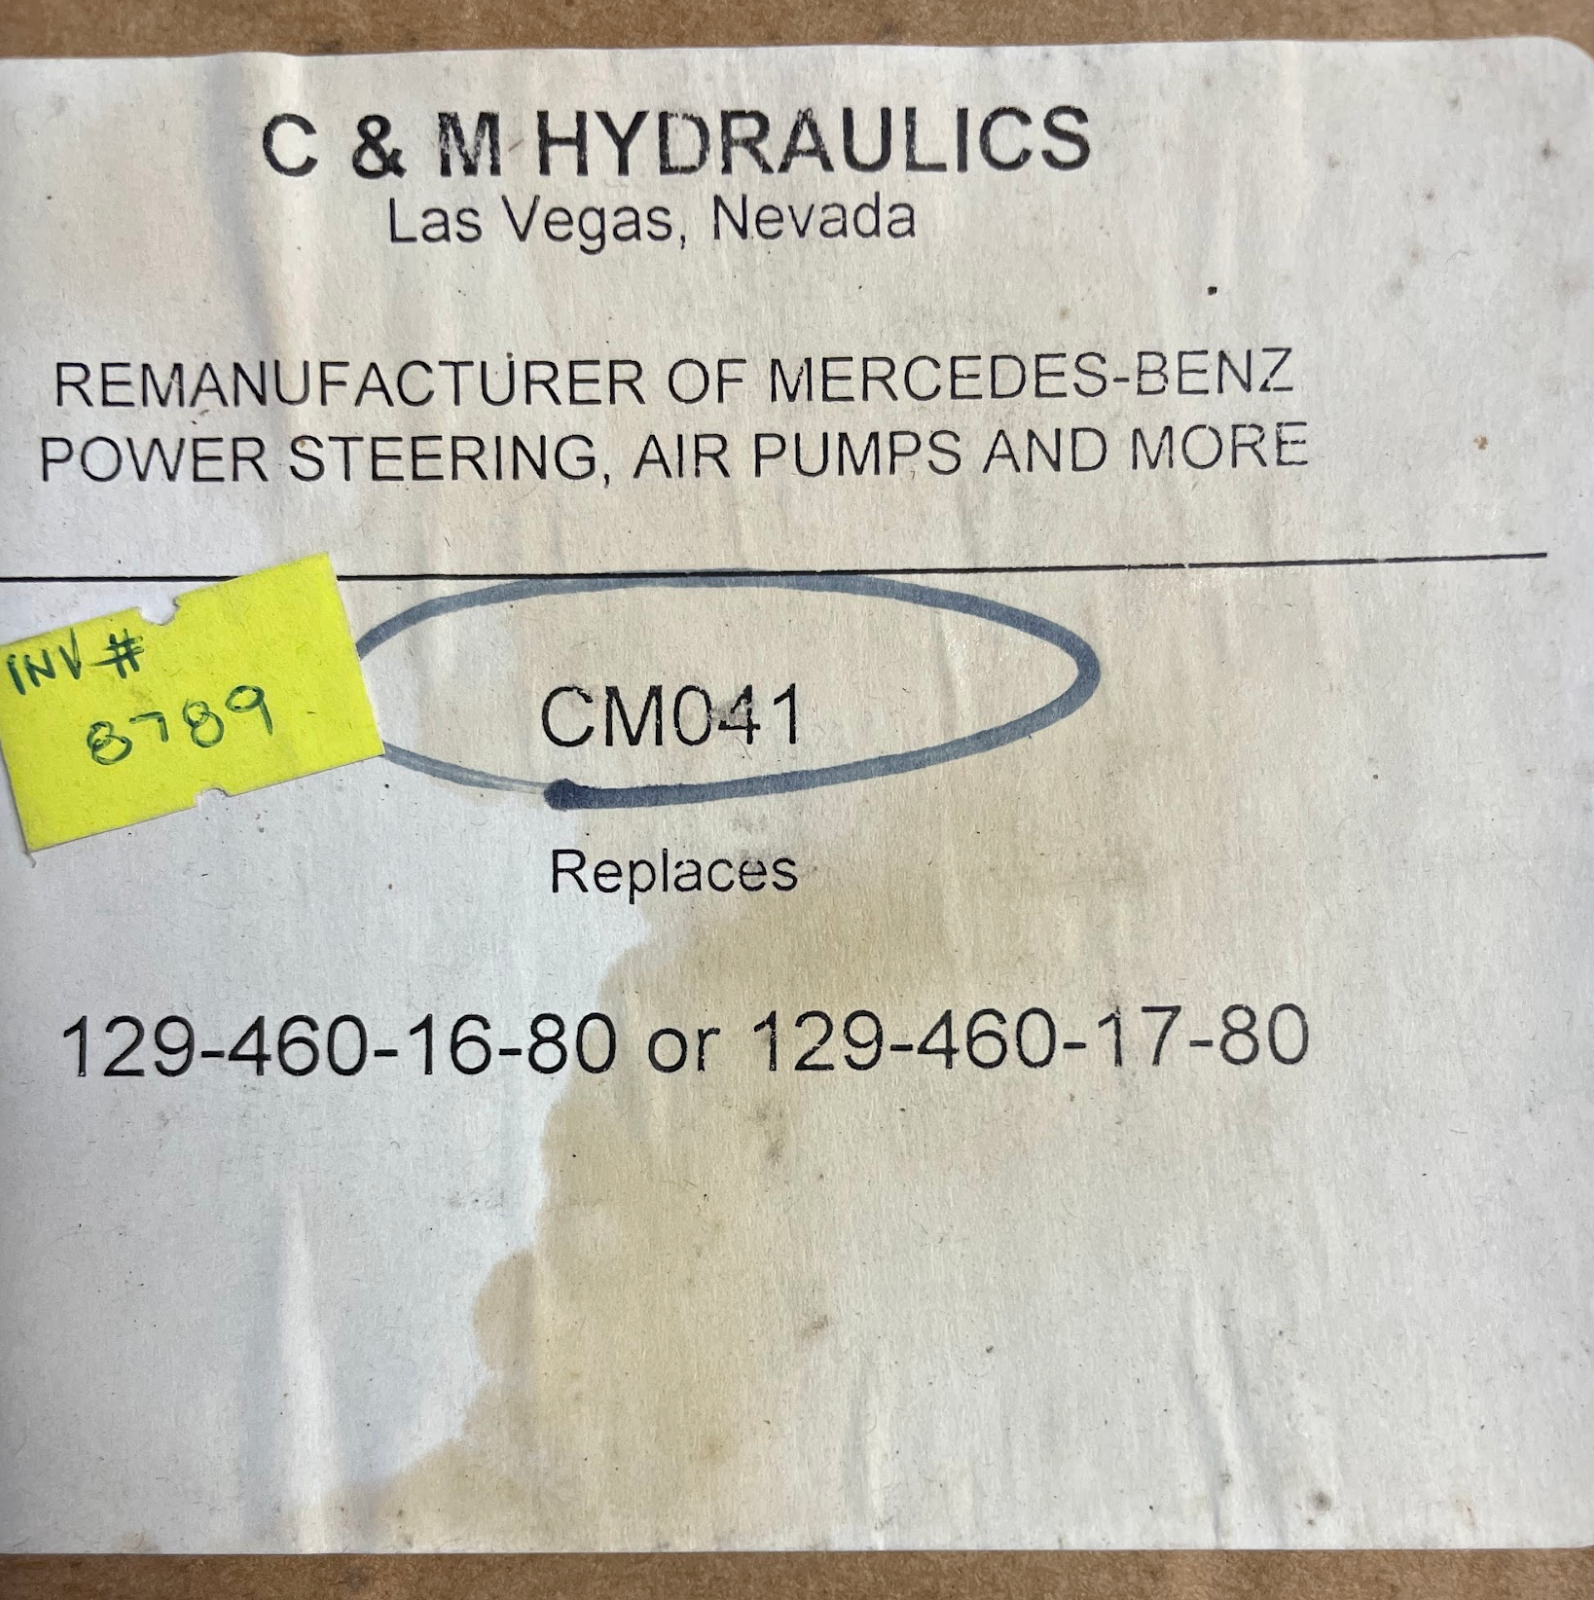 C & M HYDRAULICS
Las Vegas, Nevada
REMANUFACTURER OF MERCEDES-BENZ
POWER STEERING, AIR PUMPS AND MORE
INV #
8789
CM041
Replaces
129-460-16-80 or 129-460-17-80